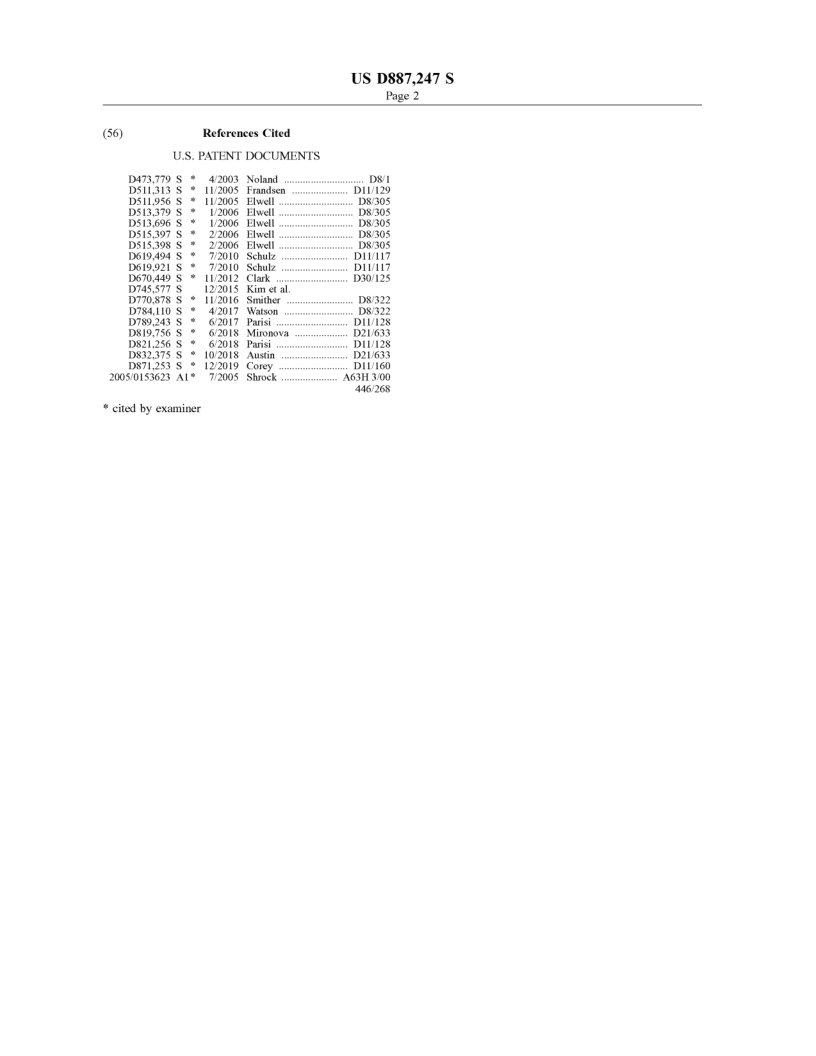 US D887,247 S
Page 2
(56) References Cited
U.S. PATENT DOCUMENTS
D473,779 S * 4/2003 Noland .............................. D8/1
D511,313 S * 11/2005 Frandsen ..................... D11/129
D511,956 S * 11/2005 Elwell ............................ D8/305
D513,379 S * 1/2006 Elwell ............................ D8/305
D513,696 S * 1/2006 Elwell ............................ D8/305
D515,397 S * 2/2006 Elwell ............................ D8/305
D515,398 S * 2/2006 Elwell ............................ D8/305
D619,494 S * 7/2010 Schulz ......................... D11/117
D619,921 S * 7/2010 Schulz ......................... D11/117
D670,449 S * 11/2012 Clark ........................... D30/125
D745,577 S 12/2015 Kim et al.
D770,878 S * 11/2016 Smither ......................... D8/322
D784,110 S * 4/2017 Watson .......................... D8/322
D789,243 S * 6/2017 Parisi ........................... D11/128
D819,756 S * 6/2018 Mironova .................... D21/633
D821,256 S * 6/2018 Parisi ........................... D11/128
D832,375 S * 10/2018 Austin ......................... D21/633
D871,253 S * 12/2019 Corey .......................... D11/160
2005/0153623 A1* 7/2005 Shrock ..................... A63H 3/00
446/268
* cited by examiner